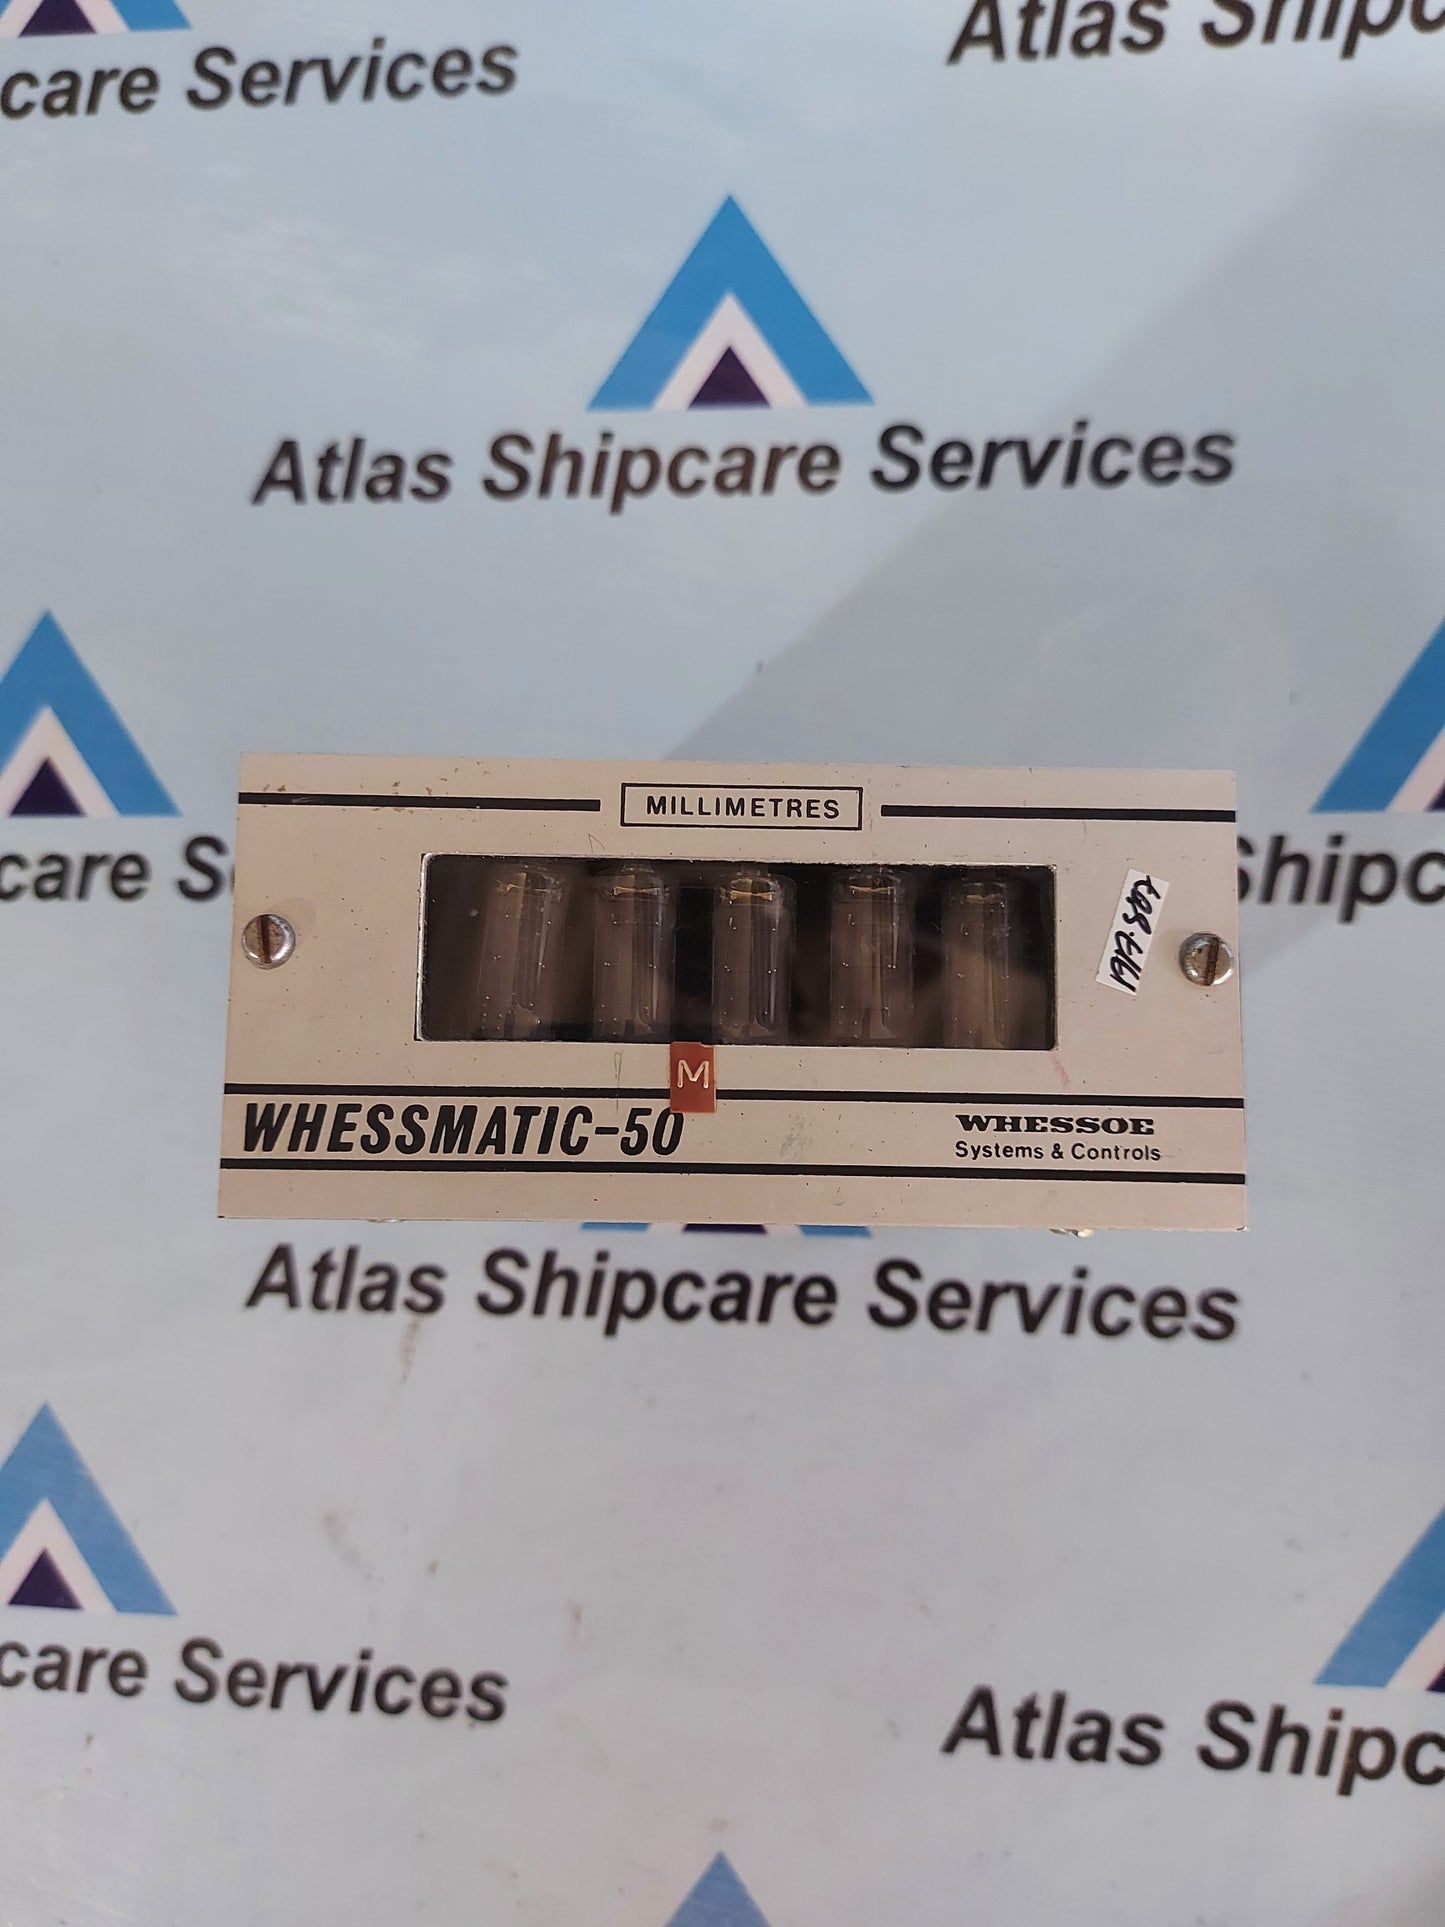 care Services
Atlas Shipc
Atlas Shipcare Services
care S
Shipc
MILLIMETRES
M
WHESSMATIC-50
WHESSOE
Systems & Controls
Atlas Shipcare Services
care Services
Atlas Shipc